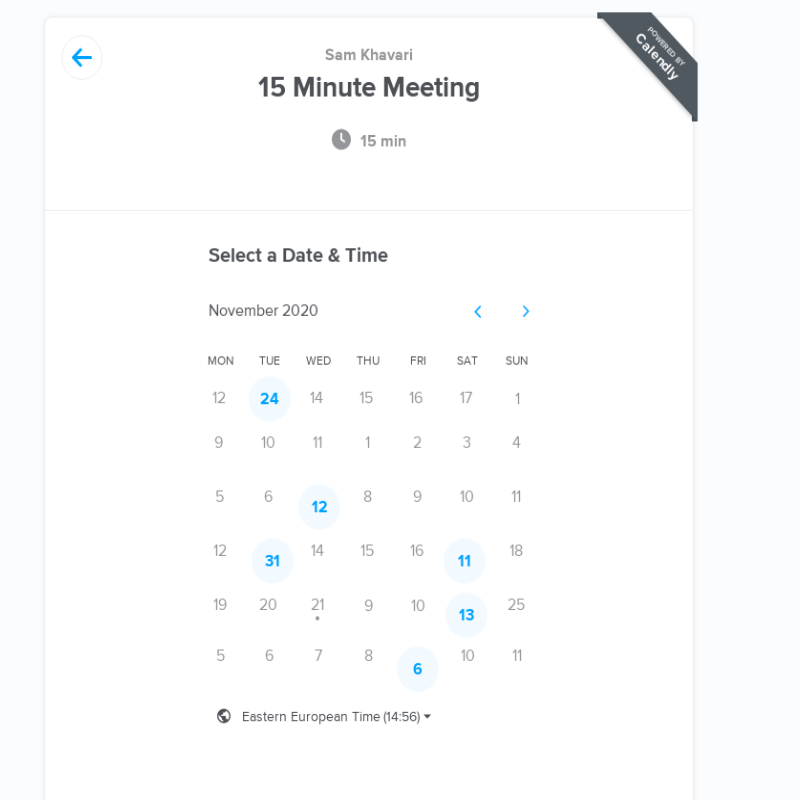 Sam Khavari
15 Minute Meeting
15 min
POWERED BY
Calendly
Select a Date & Time
November 2020
MON TUE WED THU FRI SAT SUN
12 24 14 15 16 17 1
9 10 11 1 2 3 4
5 6 12 8 9 10 11
12 31 14 15 16 11 18
19 20 21 9 10 13 25
5 6 7 8 6 10 11
Eastern European Time (14:56)